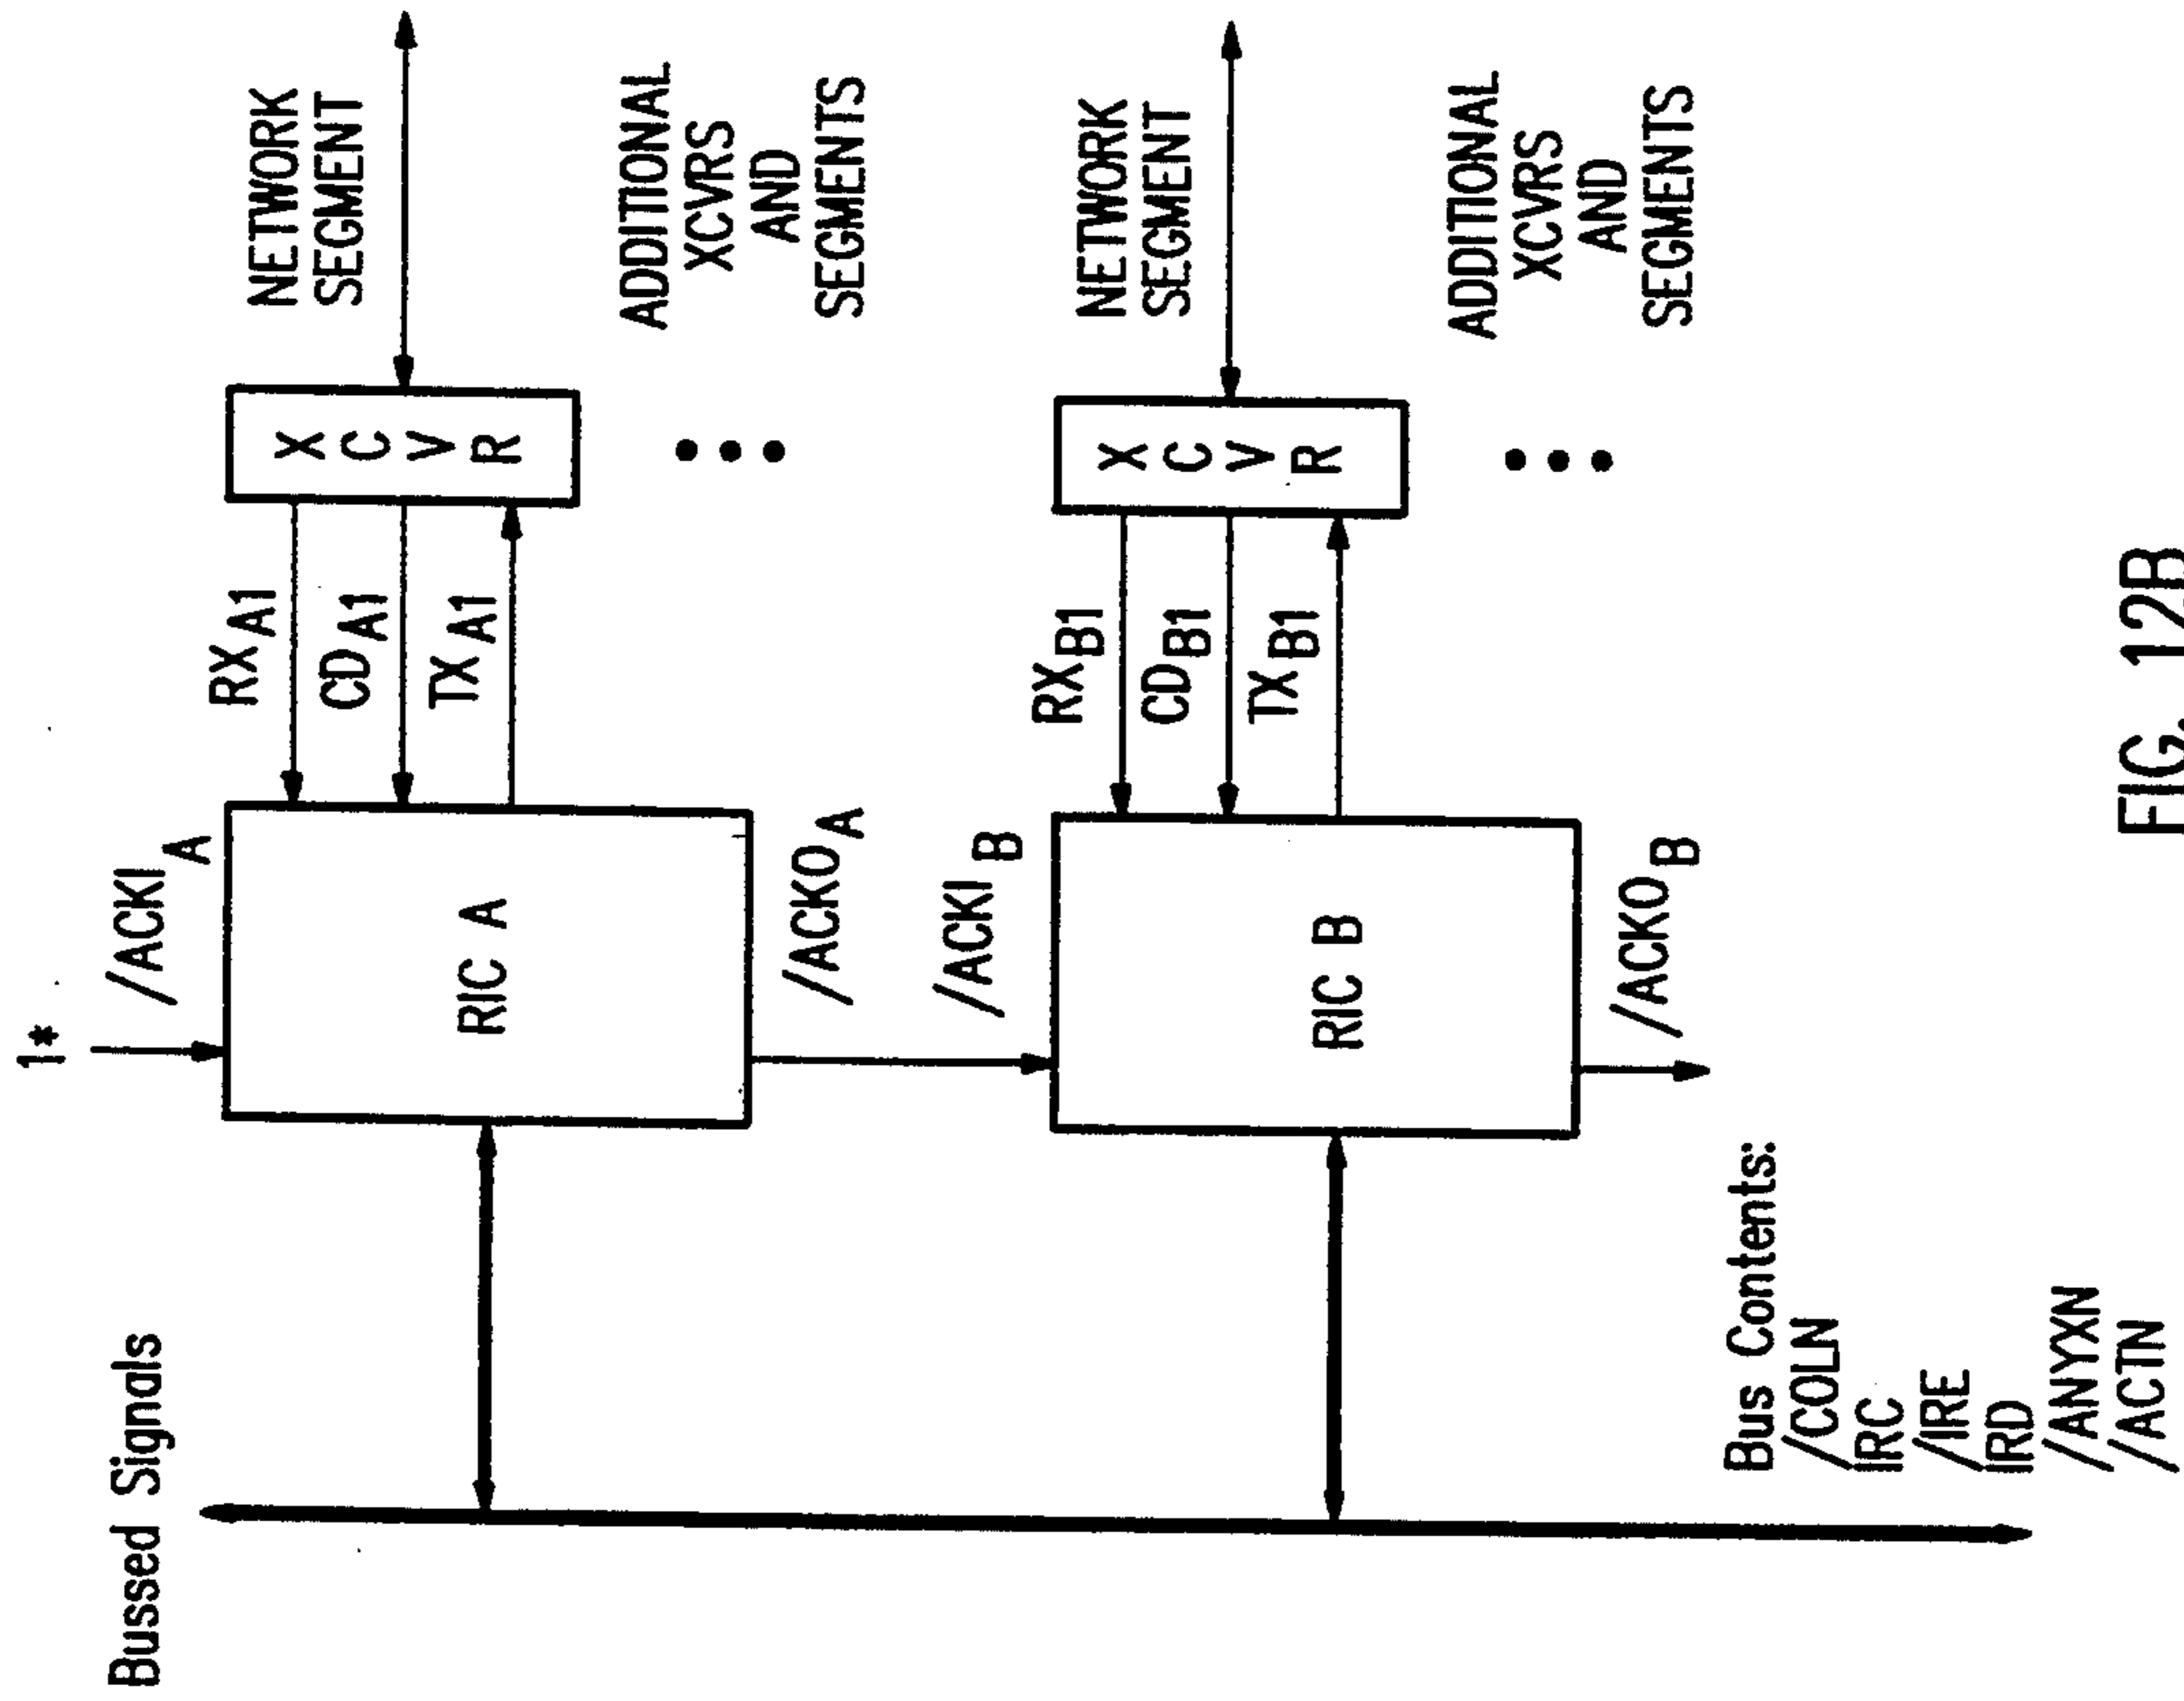 1*
Bussed Signals
/ACKI A
RX A1
CD A1
TX A1
X
C
V
R
NETWORK
SEGMENT
RIC A
ADDITIONAL
XCVRS
AND
SEGMENTS
/ACKO A
/ACKI B
RX B1
CD B1
TX B1
X
C
V
R
NETWORK
SEGMENT
RIC B
ADDITIONAL
XCVRS
AND
SEGMENTS
/ACKO B
Bus Contents:
/COLN
IRC
/IRE
IRD
/ANYXN
/ACTN
FIG. 12B